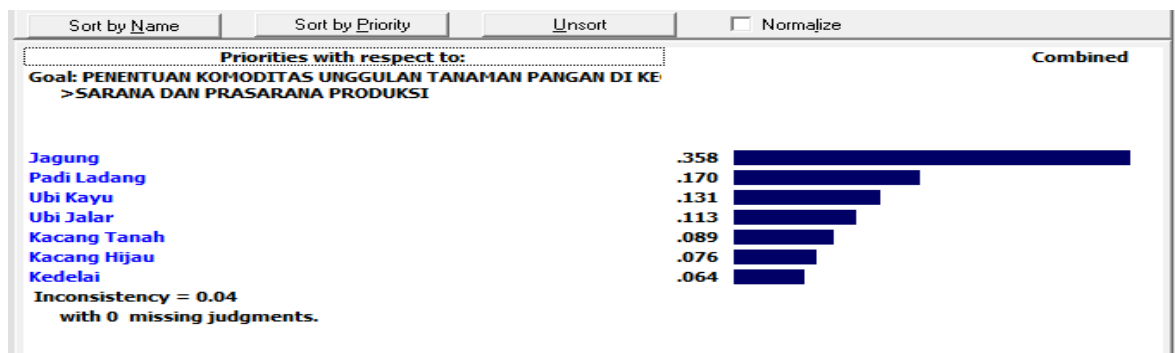 Sort by Name Sort by Priority Unsort Normalize
Priorities with respect to: Combined
Goal: PENENTUAN KOMODITAS UNGGULAN TANAMAN PANGAN DI
>SARANA DAN PRASARANA PRODUKSI
Jagung .358
Padi Ladang .170
Ubi Kayu .131
Ubi Jalar .113
Kacang Tanah .089
Kacang Hijau .076
Kedelai .064
Inconsistency = 0.04
with 0 missing judgments.